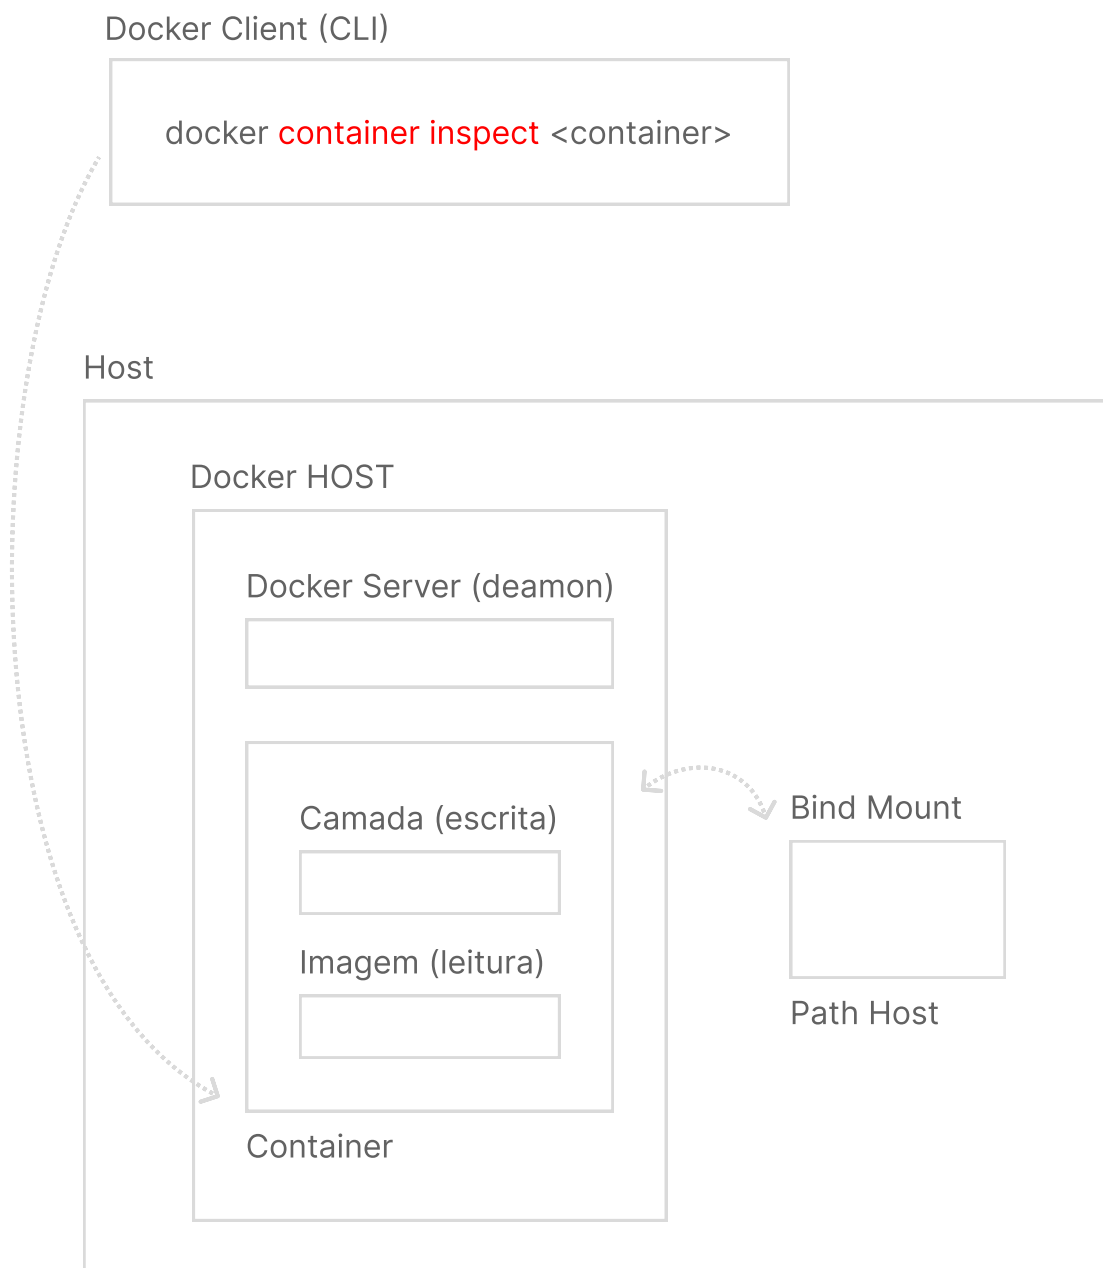 Docker Client (CLI)
docker container inspect <container>
Host
Docker HOST
Docker Server (deamon)
Camada (escrita)
Bind Mount
Imagem (leitura)
Path Host
Container